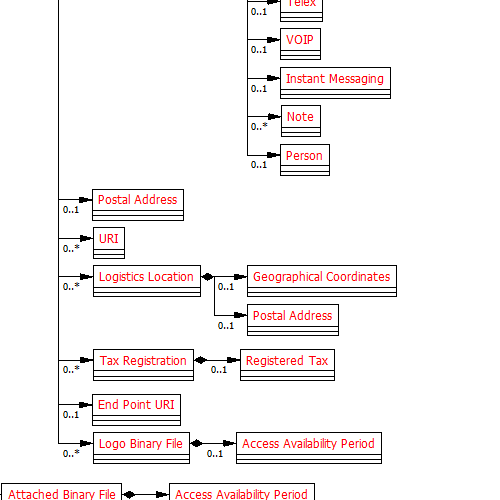 Telex
0..1
VOIP
0..1
Instant Messaging
0..1
Note
0..*
Person
0..1
Postal Address
0..1
URI
0..*
Logistics Location
0..*
Geographical Coordinates
0..1
Postal Address
0..1
Tax Registration
0..*
Registered Tax
0..1
End Point URI
0..1
Logo Binary File
0..*
Access Availability Period
0..1
Attached Binary File
Access Availability Period